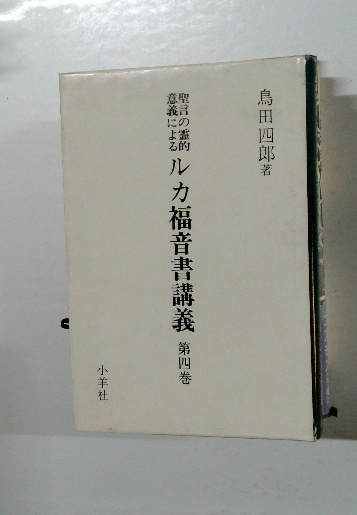 鳥田四郎著
聖言の霊的
意義による
ルカ福音書講義 第四巻
小羊社